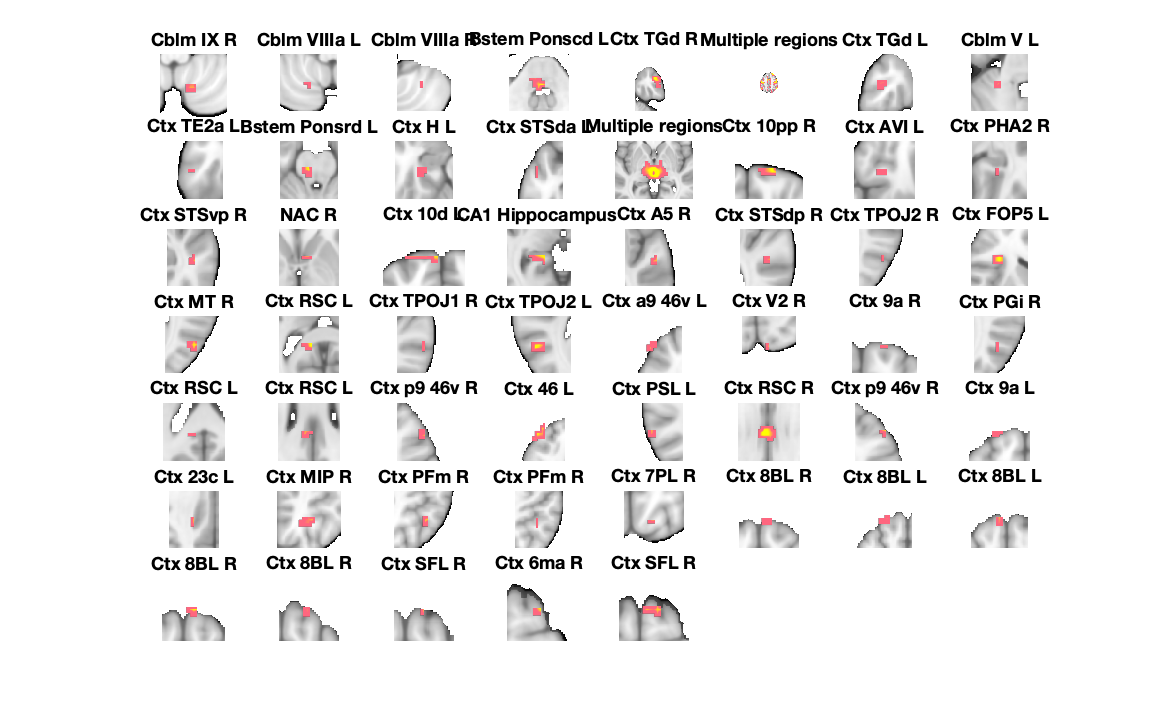 Cblm IX R Cblm VIIIa L Cblm VIIIa R Bstem Ponscd L Ctx TGd R Multiple regions Ctx TGd L Cblm V L
Ctx TE2a L Bstem Ponsrd L Ctx H L Ctx STSda L Multiple regions Ctx 10pp R Ctx AVI L Ctx PHA2 R
Ctx STSvp R NAC R Ctx 10d L CA1 Hippocampus Ctx A5 R Ctx STSdp R Ctx TPOJ2 R Ctx FOP5 L
Ctx MT R Ctx RSC L Ctx TPOJ1 R Ctx TPOJ2 L Ctx a9 46v L Ctx V2 R Ctx 9a R Ctx PGi R
Ctx RSC L Ctx RSC L Ctx p9 46v R Ctx 46 L Ctx PSL L Ctx RSC R Ctx p9 46v R Ctx 9a L
Ctx 23c L Ctx MIP R Ctx PFm R Ctx PFm R Ctx 7PL R Ctx 8BL R Ctx 8BL L Ctx 8BL L
Ctx 8BL R Ctx 8BL R Ctx SFL R Ctx 6ma R Ctx SFL R